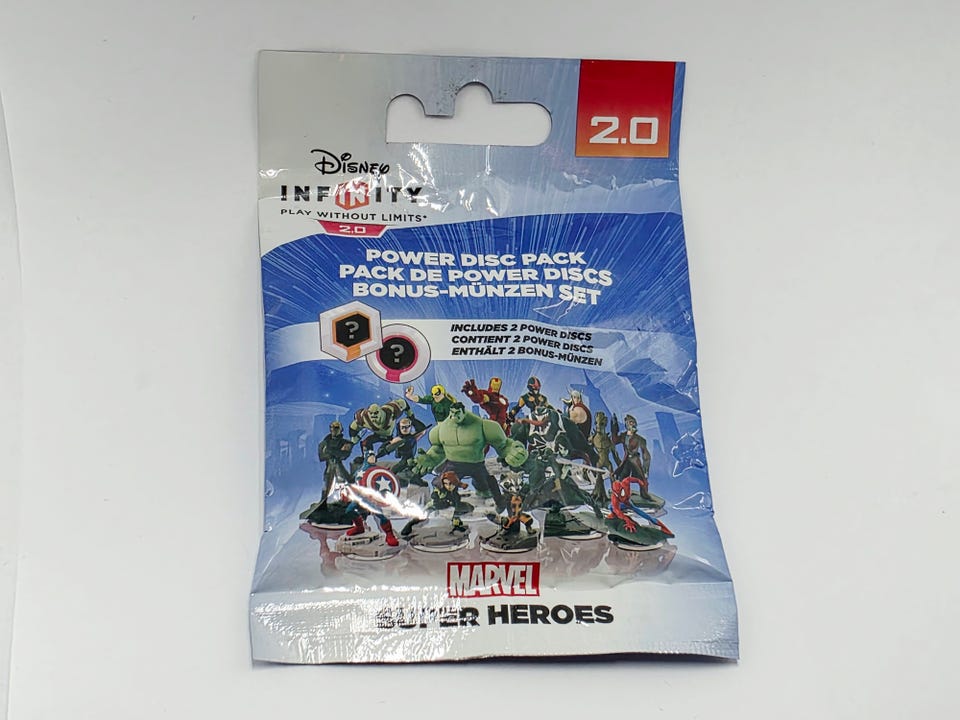 2.0
Disney
INFINITY
PLAY WITHOUT LIMITS*
2.0
POWER DISC PACK
PACK DE POWER DISCS
BONUS-MÜNZEN SET
? ?
INCLUDES 2 POWER DISCS
CONTIENT 2 POWER DISCS
ENTHÄLT 2 BONUS-MÜNZEN
MARVEL
SUPER HEROES